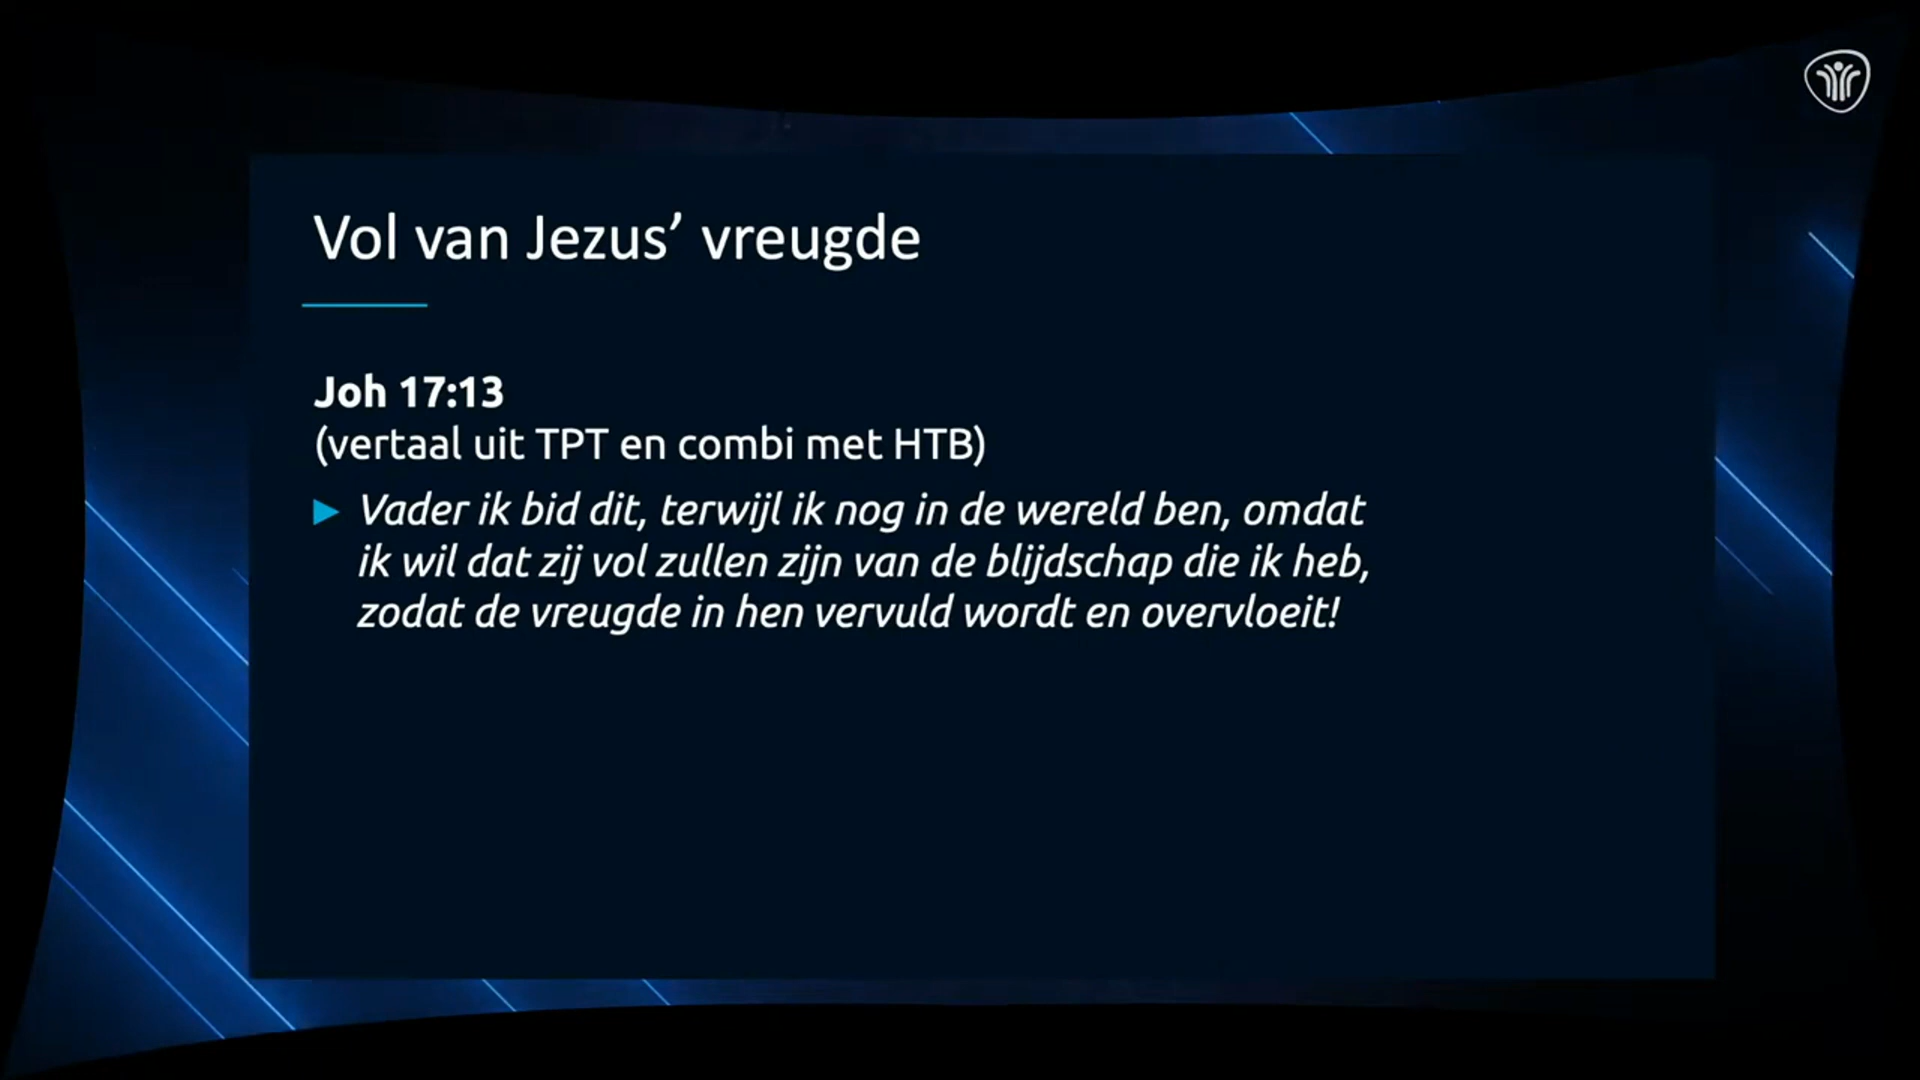 Vol van Jezus’ vreugde
Joh 17:13
(vertaal uit TPT en combi met HTB)
Vader ik bid dit, terwijl ik nog in de wereld ben, omdat
ik wil dat zij vol zullen zijn van de blijdschap die ik heb,
zodat de vreugde in hen vervuld wordt en overvloeit!